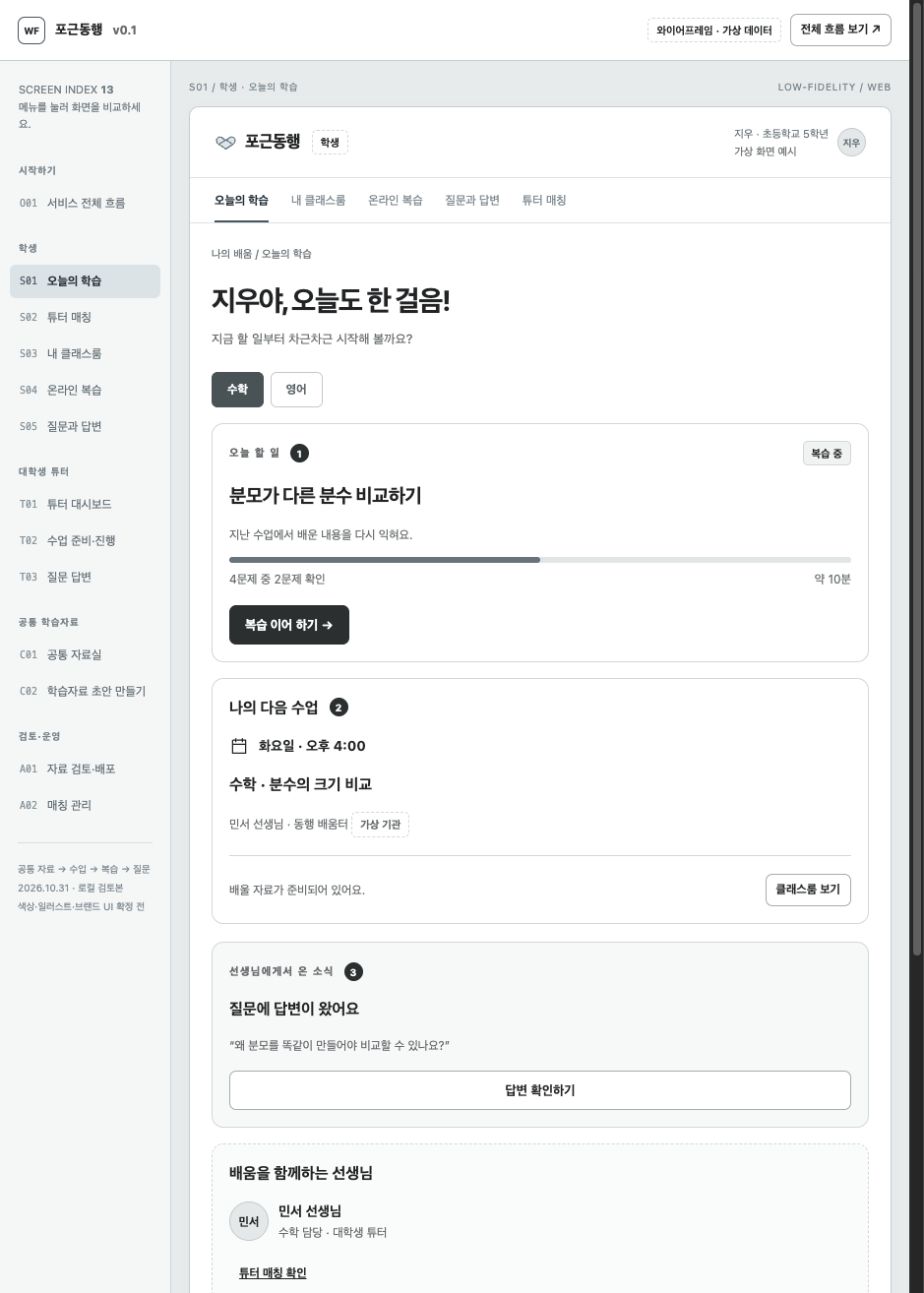 WF 포근동행 v0.1
와이어프레임 · 가상 데이터
전체 흐름 보기 ↗
SCREEN INDEX 13
메뉴를 눌러 화면을 비교하세
요.
시작하기
001 서비스 전체 흐름
학생
S01 오늘의 학습
S02 튜터 매칭
S03 내 클래스룸
S04 온라인 복습
S05 질문과 답변
대학생 튜터
T01 튜터 대시보드
T02 수업 준비·진행
T03 질문 답변
공통 학습자료
C01 공통 자료실
C02 학습자료 초안 만들기
검토·운영
A01 자료 검토·배포
A02 매칭 관리
공통 자료 → 수업 → 복습 → 질문
2026.10.31 · 로컬 검토본
색상·일러스트·브랜드 UI 확정 전
S01 / 학생 · 오늘의 학습
LOW-FIDELITY / WEB
포근동행 학생
지우 · 초등학교 5학년
가상 화면 예시
지우
오늘의 학습 내 클래스룸 온라인 복습 질문과 답변 튜터 매칭
나의 배움 / 오늘의 학습
지우야, 오늘도 한 걸음!
지금 할 일부터 차근차근 시작해 볼까요?
수학 영어
오늘 할 일 1
복습 중
분모가 다른 분수 비교하기
지난 수업에서 배운 내용을 다시 익혀요.
4문제 중 2문제 확인
약 10분
복습 이어 하기 →
나의 다음 수업 2
화요일 · 오후 4:00
수학 · 분수의 크기 비교
민서 선생님 · 동행 배움터 가상 기관
배울 자료가 준비되어 있어요.
클래스룸 보기
선생님에게서 온 소식 3
질문에 답변이 왔어요
“왜 분모를 똑같이 만들어야 비교할 수 있나요?”
답변 확인하기
배움을 함께하는 선생님
민서
민서 선생님
수학 담당 · 대학생 튜터
튜터 매칭 확인